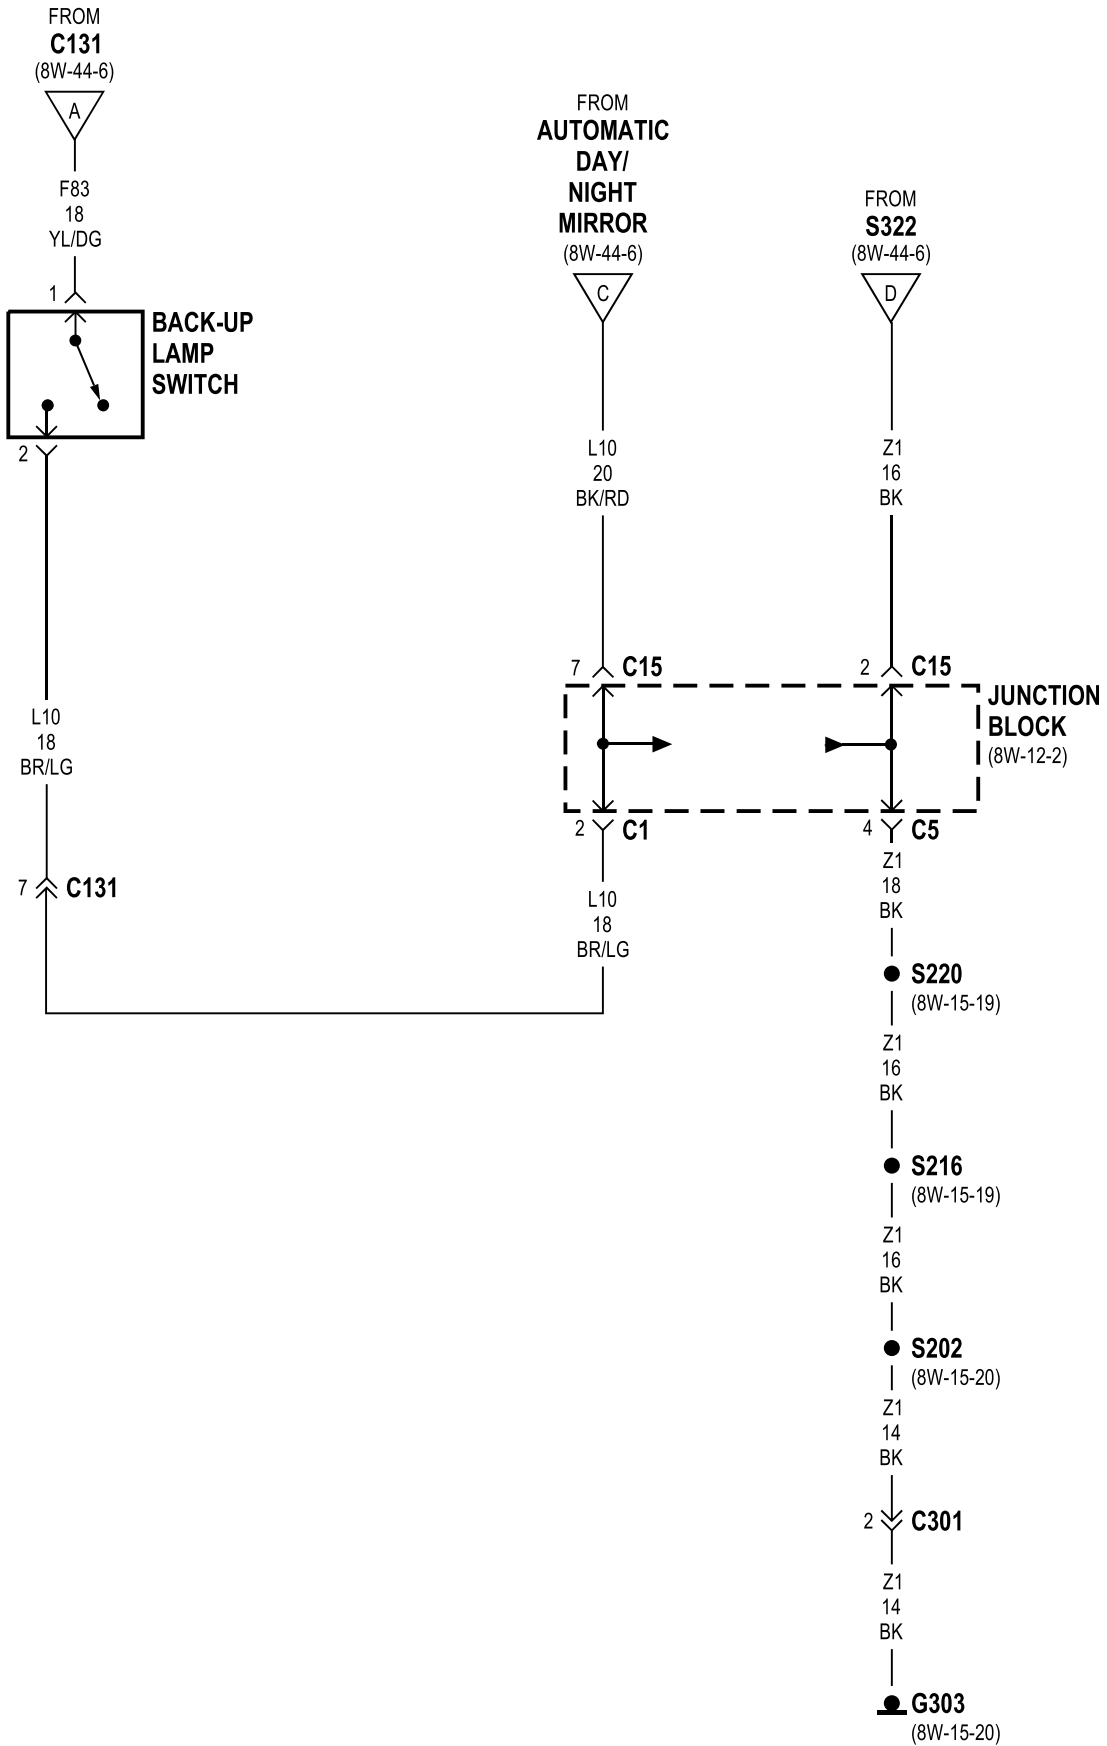 FROM
C131
(8W-44-6)
A
F83
18
YL/DG
1
BACK-UP
LAMP
SWITCH
2
L10
18
BR/LG
7
C131
FROM
AUTOMATIC
DAY/
NIGHT
MIRROR
(8W-44-6)
C
L10
20
BK/RD
7
C15
2
C1
L10
18
BR/LG
FROM
S322
(8W-44-6)
D
Z1
16
BK
2
C15
JUNCTION
BLOCK
(8W-12-2)
4
C5
Z1
18
BK
S220
(8W-15-19)
Z1
16
BK
S216
(8W-15-19)
Z1
16
BK
S202
(8W-15-20)
Z1
14
BK
2
C301
Z1
14
BK
G303
(8W-15-20)